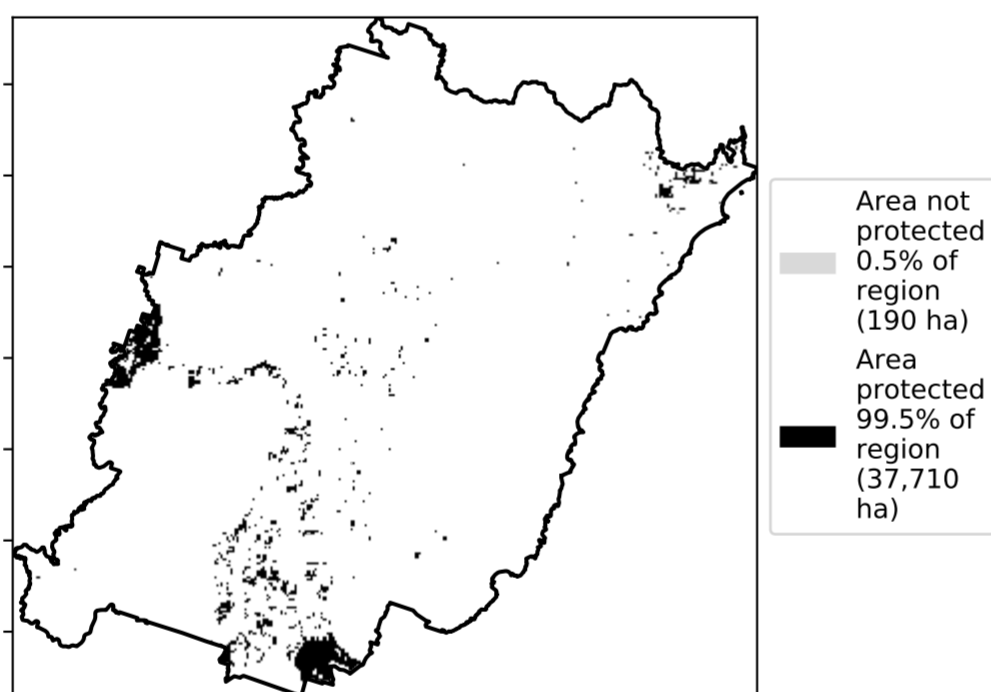 Area not
protected
0.5% of
region
(190 ha)
Area
protected
99.5% of
region
(37,710
ha)